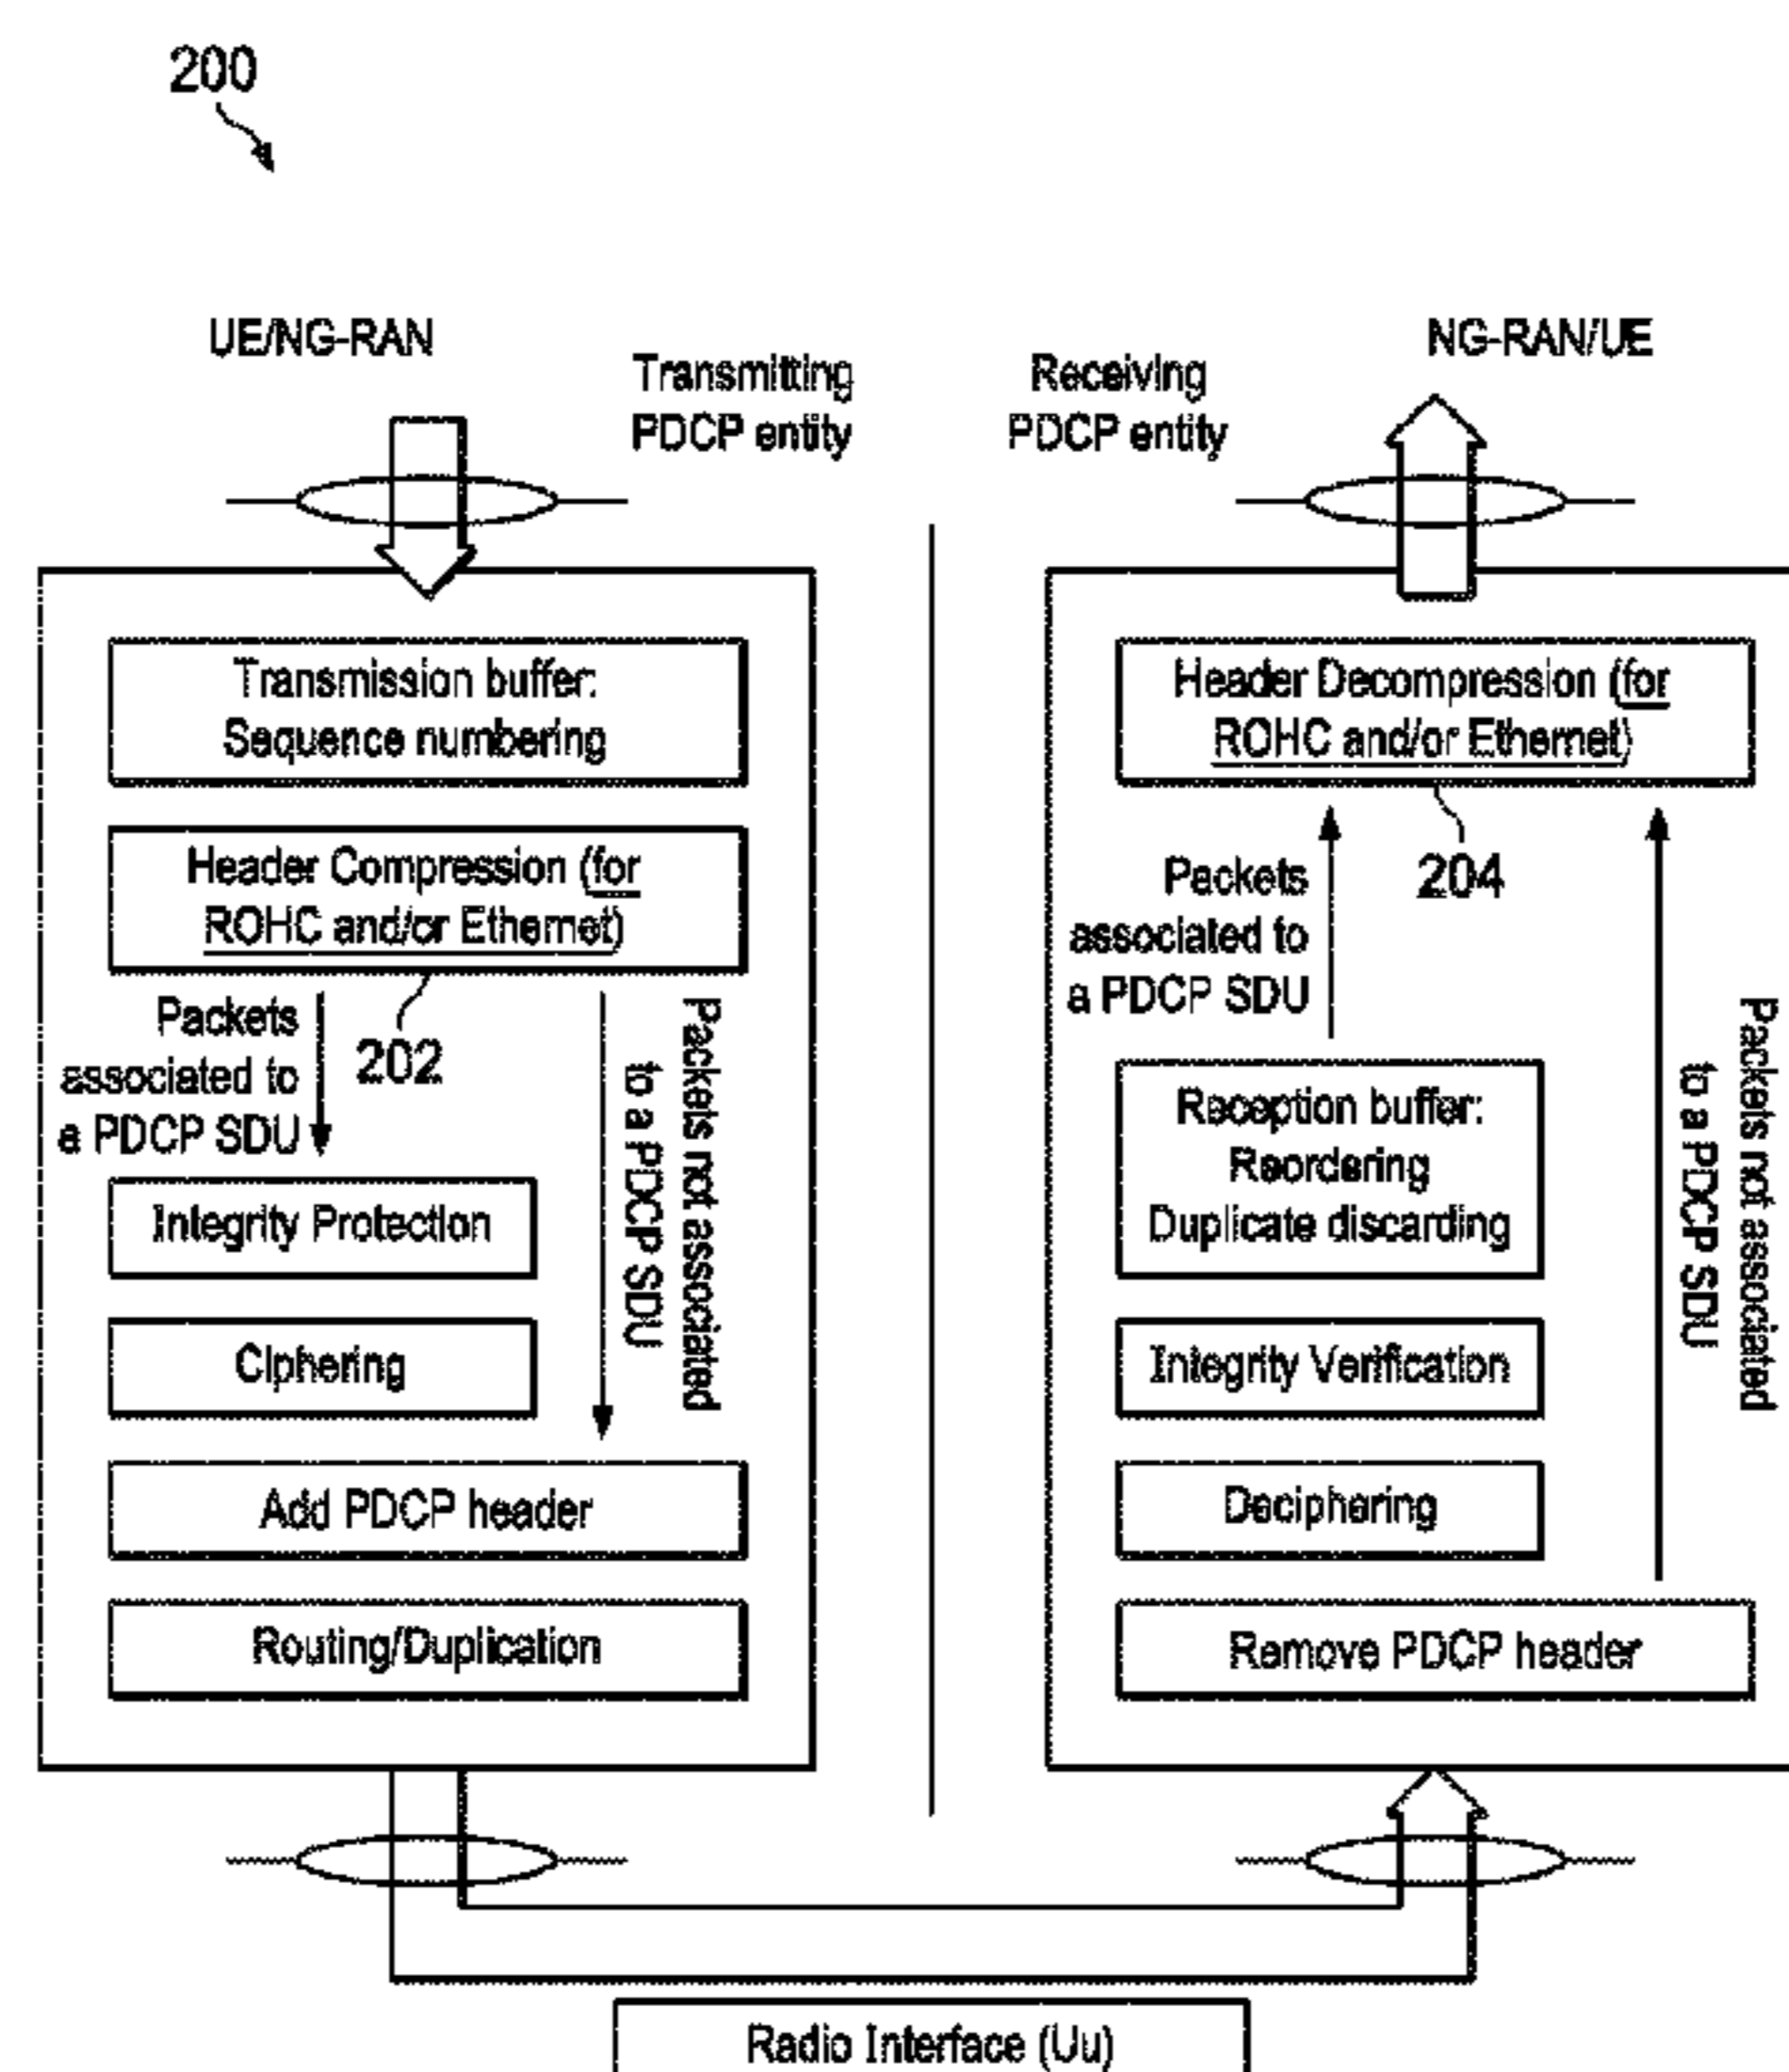 200
UE/NG-RAN
Transmitting
PDCP entity
Receiving
PDCP entity
NG-RAN/UE
Transmission buffer:
Sequence numbering
Header Compression (for
ROHC and/or Ethernet)
202
Packets
associated to
a PDCP SDU
Packets not associated
to a PDCP SDU
Integrity Protection
Ciphering
Add PDCP header
Routing/Duplication
Header Decompression (for
ROHC and/or Ethernet)
204
Packets
associated to
a PDCP SDU
Packets not associated
to a PDCP SDU
Reception buffer:
Reordering
Duplicate discarding
Integrity Verification
Deciphering
Remove PDCP header
Radio Interface (Uu)